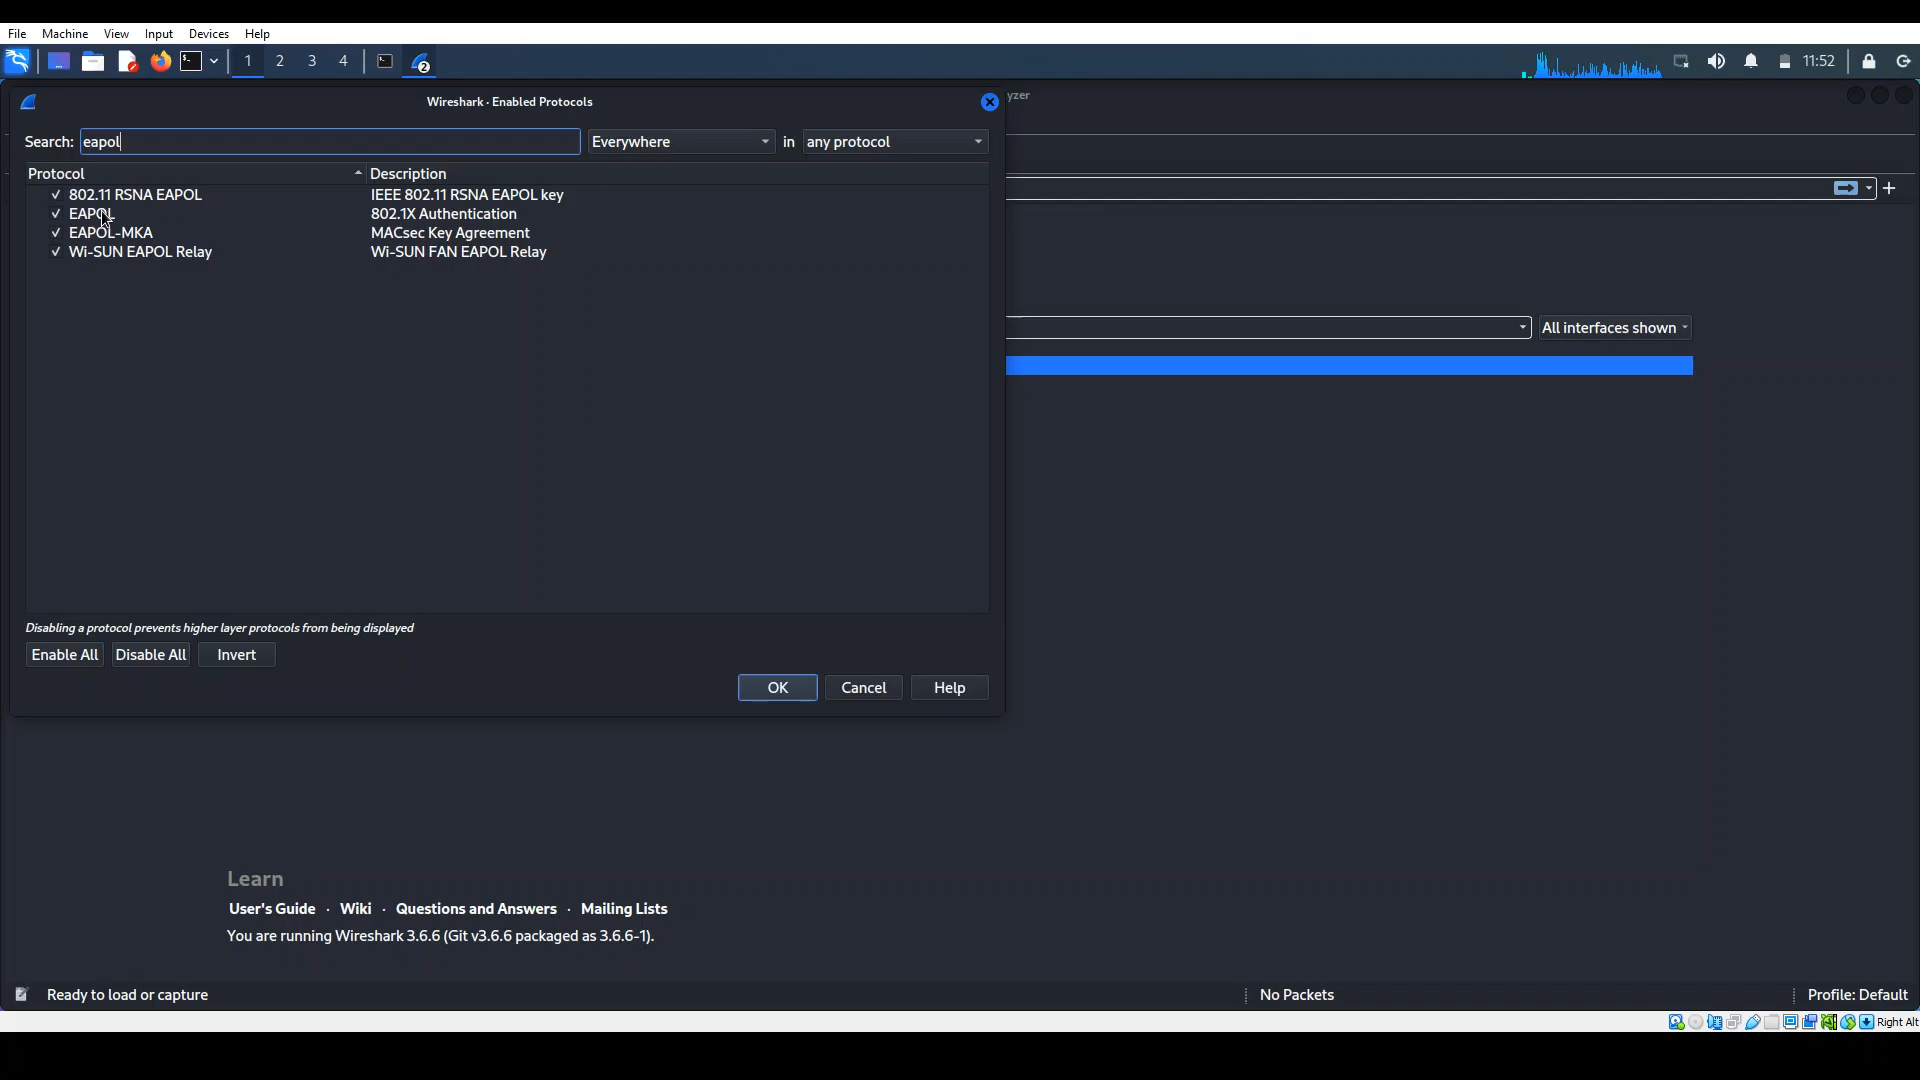 File Machine View Input Devices Help
1 2 3 4 2 11:52
Wireshark · Enabled Protocols
yzer
Search: eapol Everywhere in any protocol
Protocol Description
✓ 802.11 RSNA EAPOL IEEE 802.11 RSNA EAPOL key
✓ EAPOL 802.1X Authentication
✓ EAPOL-MKA MACsec Key Agreement
✓ Wi-SUN EAPOL Relay Wi-SUN FAN EAPOL Relay
All interfaces shown
Disabling a protocol prevents higher layer protocols from being displayed
Enable All Disable All Invert
OK Cancel Help
Learn
User's Guide · Wiki · Questions and Answers · Mailing Lists
You are running Wireshark 3.6.6 (Git v3.6.6 packaged as 3.6.6-1).
Ready to load or capture No Packets Profile: Default
Right Alt